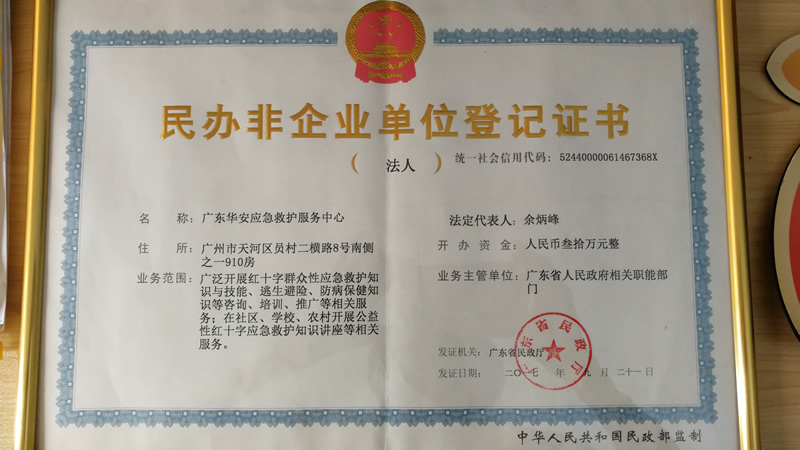 民办非企业单位登记证书
（ 法人 ）
统一社会信用代码：52440000061467368X
名 称：广东华安应急救护服务中心
住 所：广州市天河区员村二横路8号南侧
之一910房
业务范围：广泛开展红十字群众性应急救护知
识与技能、逃生避险、防病保健知
识等咨询、培训、推广等相关服
务；在社区、学校、农村开展公益
性红十字应急救护知识讲座等相关
服务。
法定代表人：余炳峰
开办资金：人民币叁拾万元整
业务主管单位：广东省人民政府相关职能部
门
发证机关：广东省民政厅
发证日期：二〇一七 年 九 月 二十一 日
广东省民政厅
中华人民共和国民政部监制